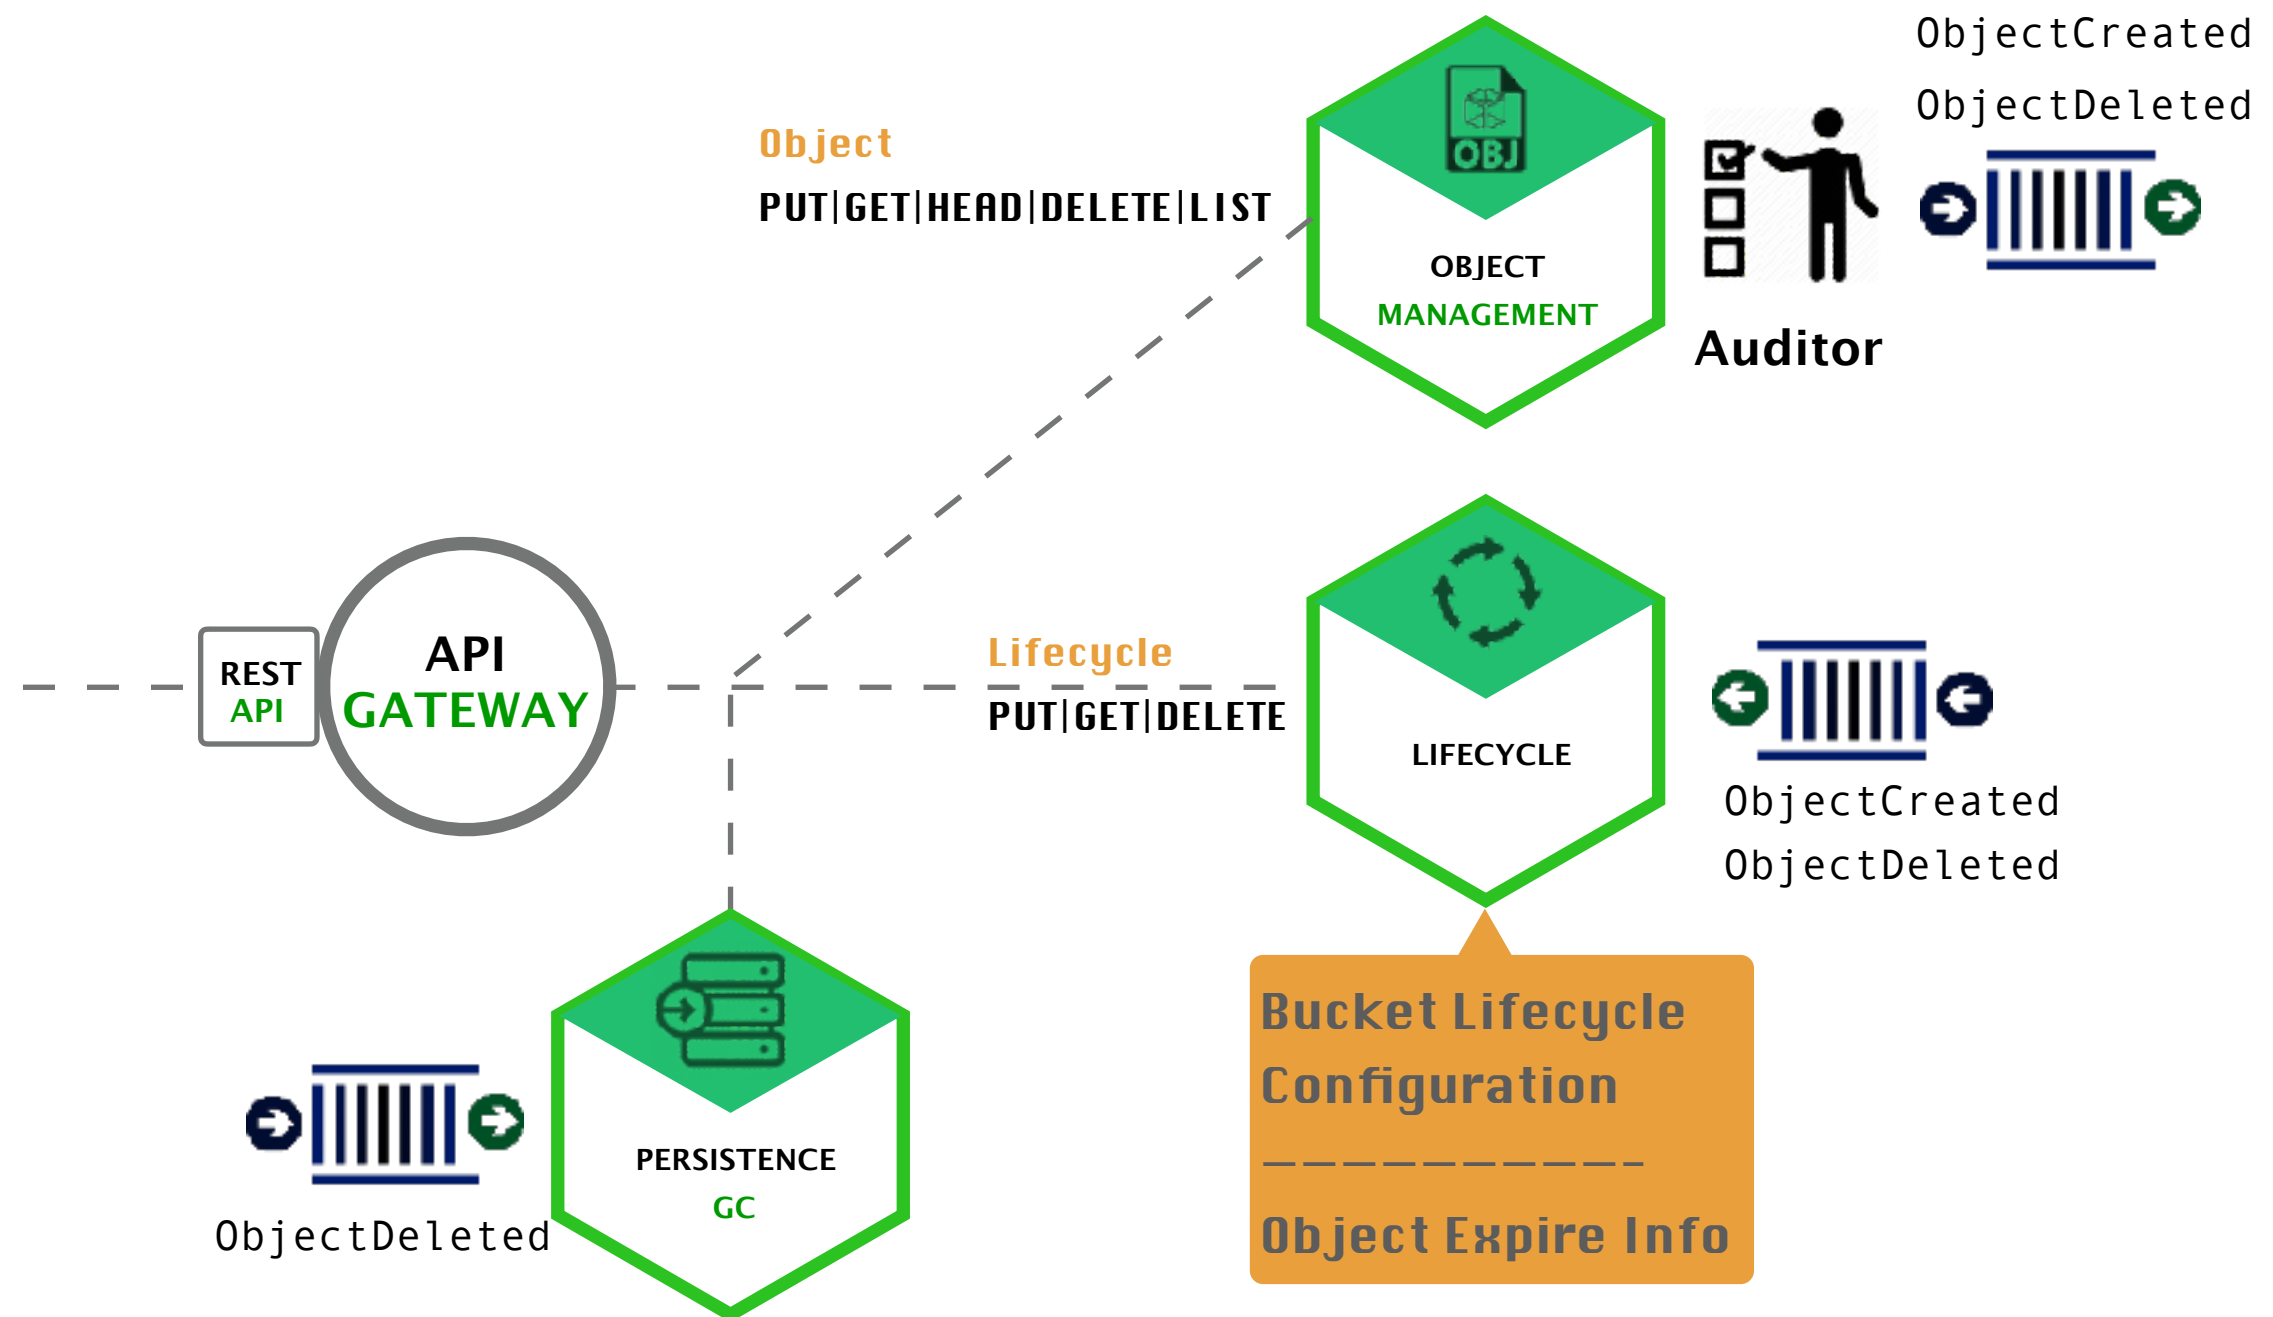 ObjectCreated
ObjectDeleted
Object
PUT|GET|HEAD|DELETE|LIST
OBJ
OBJECT
MANAGEMENT
Auditor
REST
API
API
GATEWAY
Lifecycle
PUT|GET|DELETE
LIFECYCLE
ObjectCreated
ObjectDeleted
PERSISTENCE
GC
ObjectDeleted
Bucket Lifecycle
Configuration
----------
Object Expire Info